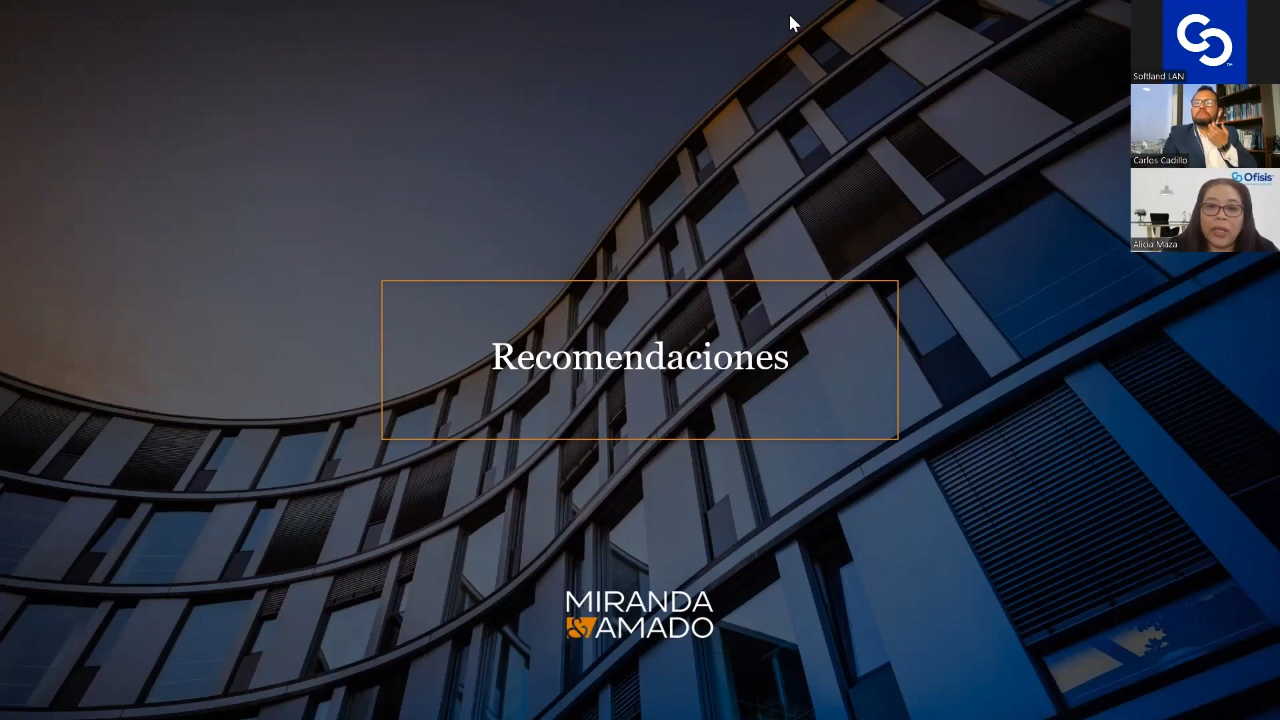 Softland LAN
Carlos Cadillo
Ofisis
Alicia Maza
Recomendaciones
MIRANDA
& AMADO